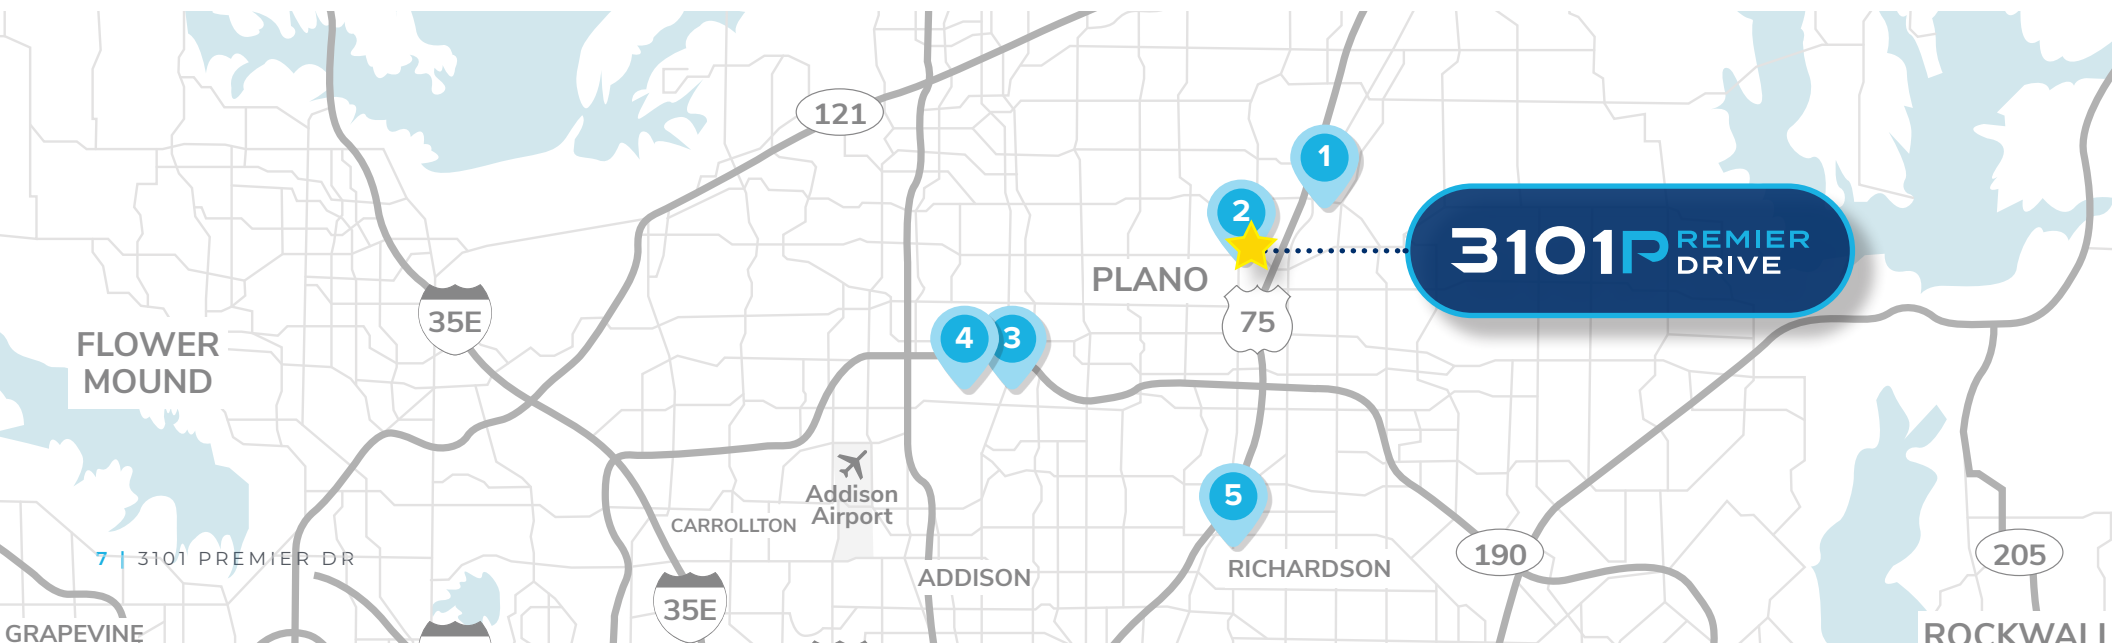 121
1
2
3101 PREMIER
DRIVE
PLANO
35E
75
4
3
FLOWER
MOUND
5
Addison
Airport
CARROLLTON
7 | 3101 PREMIER DR
190
205
RICHARDSON
ADDISON
35E
GRAPEVINE